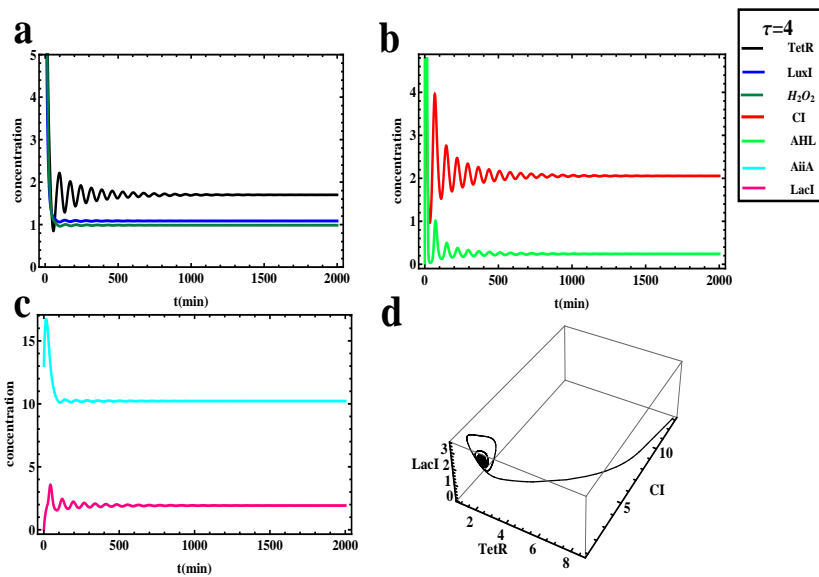 a
5
4
3
2
1
0
concentration
0
500
1000
1500
2000
t(min)
b
4
3
2
1
0
concentration
0
500
1000
1500
2000
t(min)
τ=4
TetR
LuxI
H2O2
CI
AHL
AiiA
LacI
c
15
10
5
0
concentration
0
500
1000
1500
2000
t(min)
d
3
2
1
0
LacI
2
4
6
8
TetR
5
10
CI